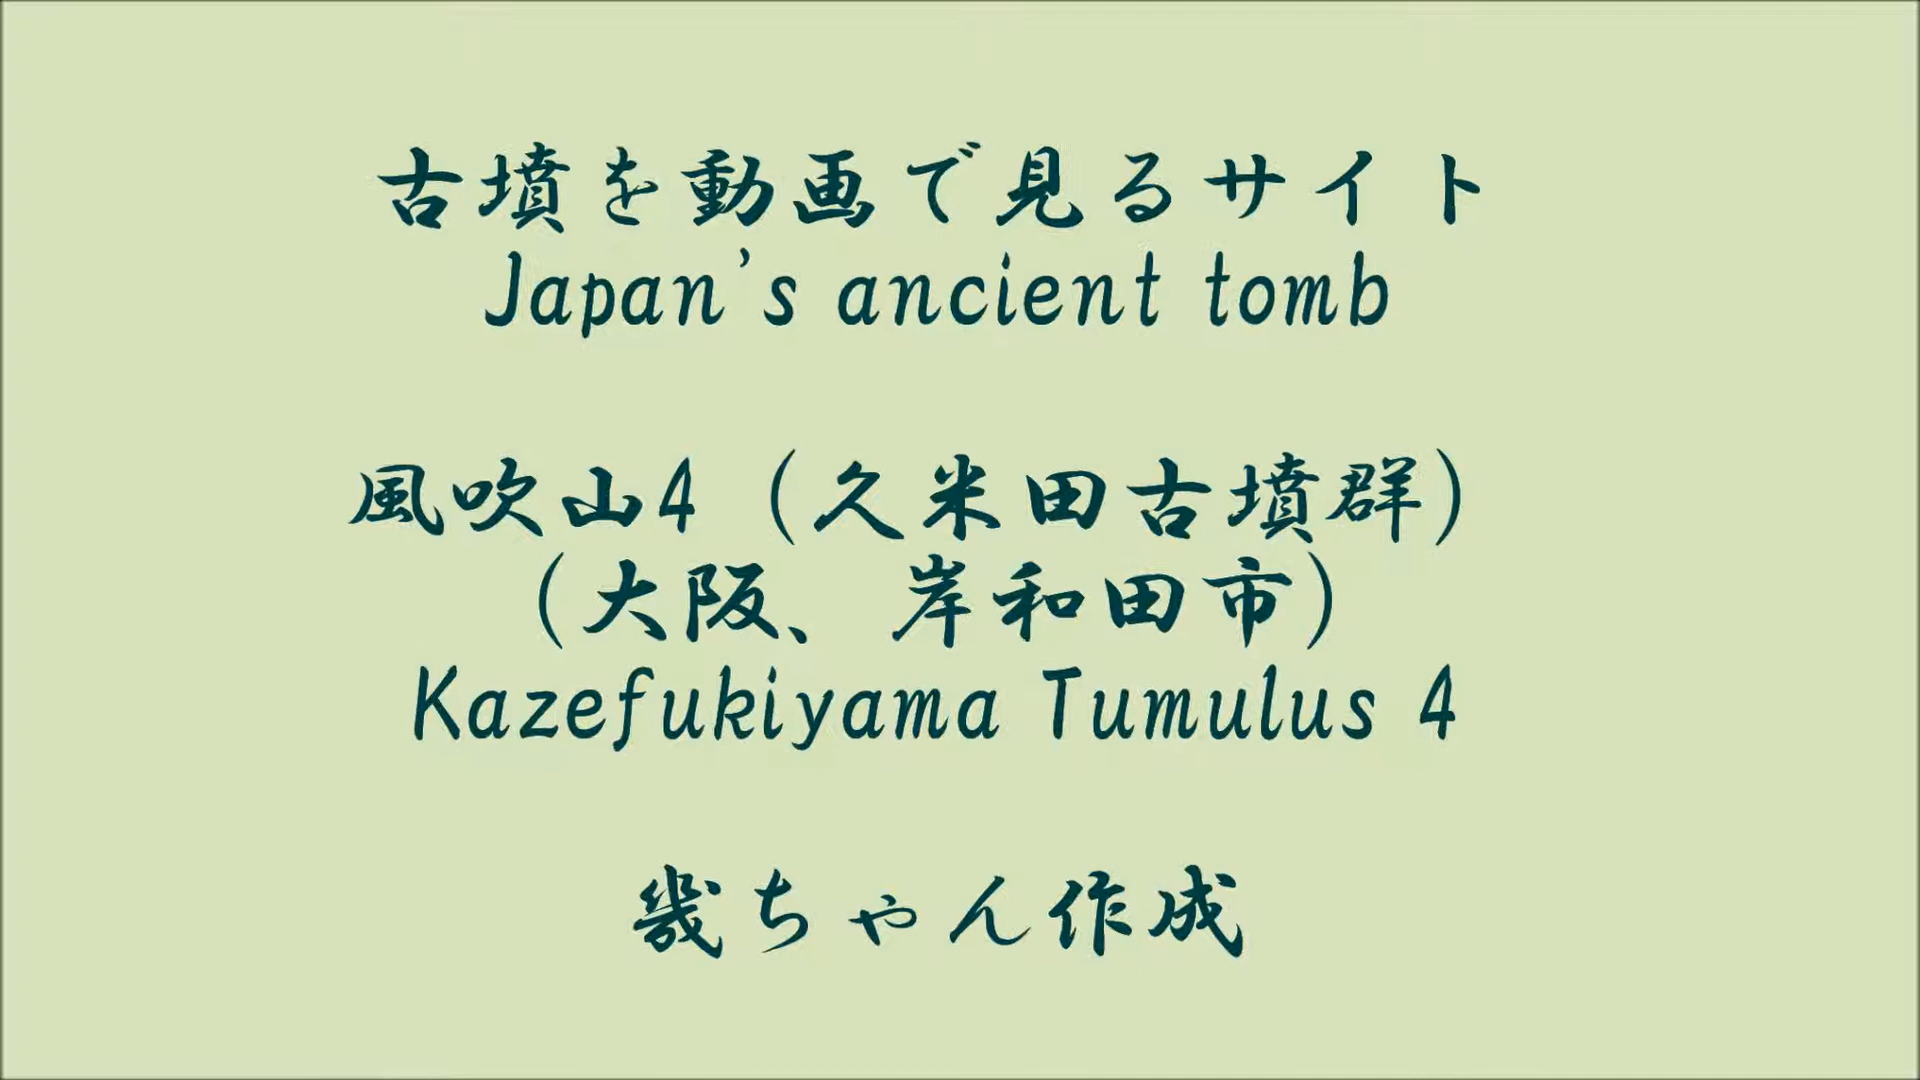 古墳を動画で見るサイト
Japan's ancient tomb
風吹山4（久米田古墳群）
（大阪、岸和田市）
Kazefukiyama Tumulus 4
幾ちゃん作成